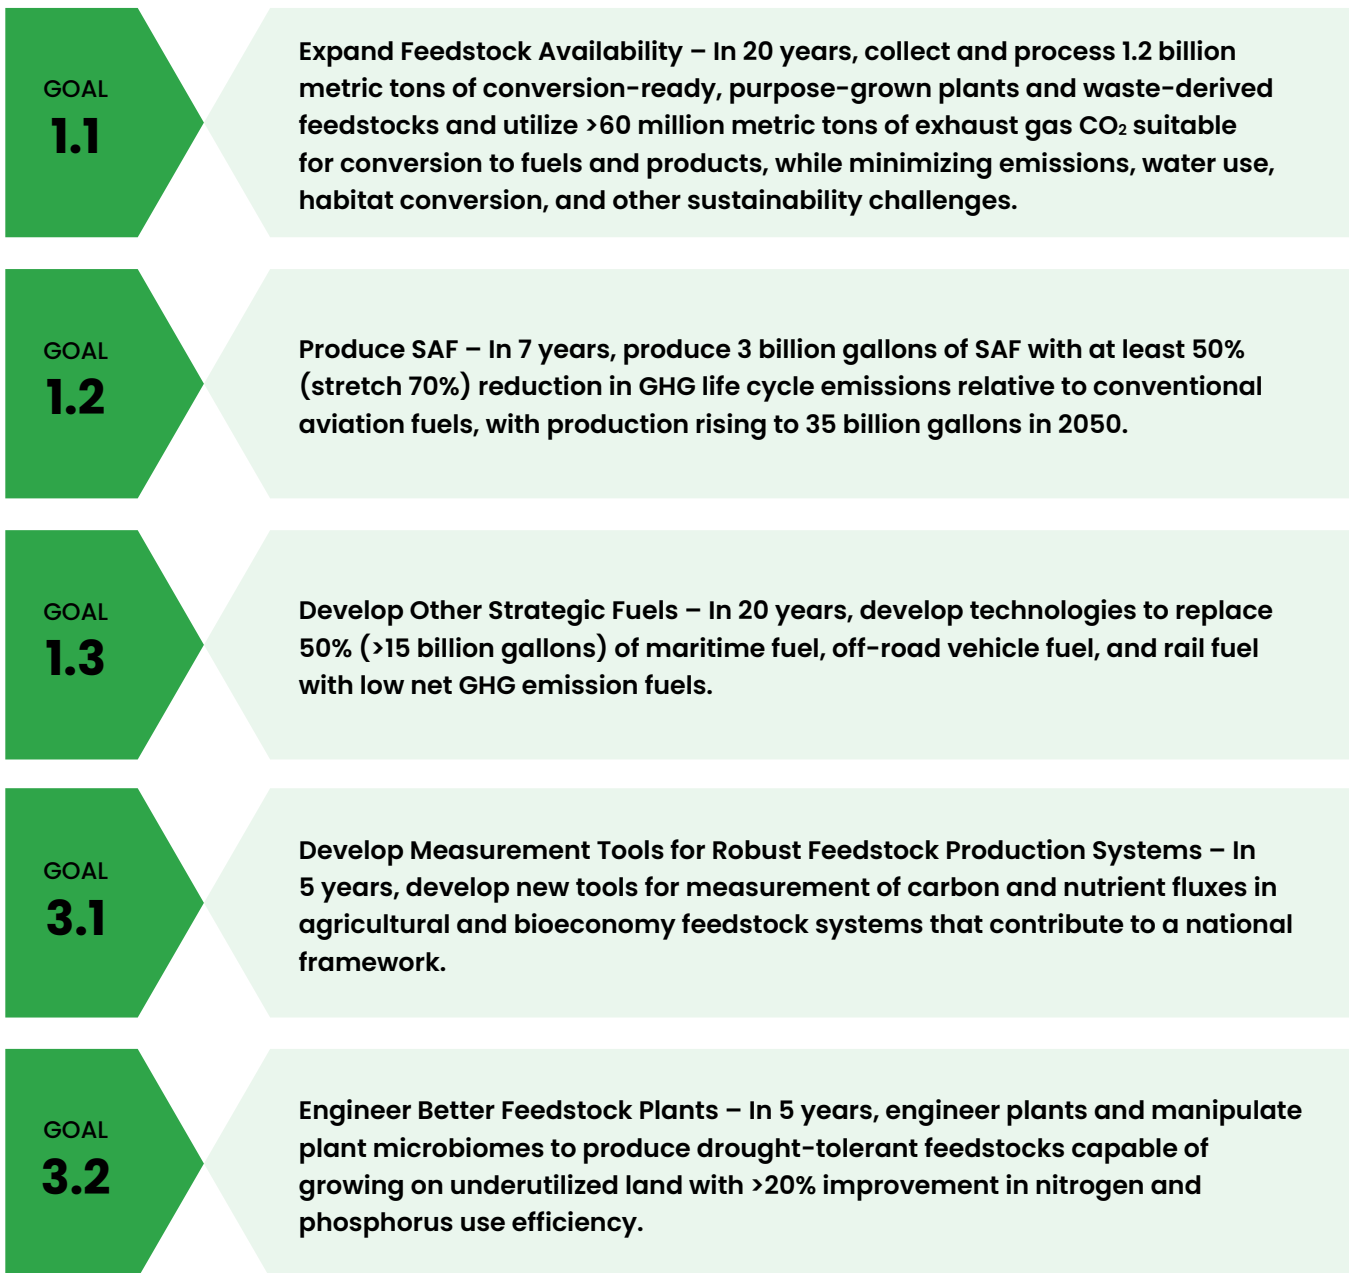 GOAL
1.1
Expand Feedstock Availability – In 20 years, collect and process 1.2 billion
metric tons of conversion-ready, purpose-grown plants and waste-derived
feedstocks and utilize >60 million metric tons of exhaust gas CO₂ suitable
for conversion to fuels and products, while minimizing emissions, water use,
habitat conversion, and other sustainability challenges.
GOAL
1.2
Produce SAF – In 7 years, produce 3 billion gallons of SAF with at least 50%
(stretch 70%) reduction in GHG life cycle emissions relative to conventional
aviation fuels, with production rising to 35 billion gallons in 2050.
GOAL
1.3
Develop Other Strategic Fuels – In 20 years, develop technologies to replace
50% (>15 billion gallons) of maritime fuel, off-road vehicle fuel, and rail fuel
with low net GHG emission fuels.
GOAL
3.1
Develop Measurement Tools for Robust Feedstock Production Systems – In
5 years, develop new tools for measurement of carbon and nutrient fluxes in
agricultural and bioeconomy feedstock systems that contribute to a national
framework.
GOAL
3.2
Engineer Better Feedstock Plants – In 5 years, engineer plants and manipulate
plant microbiomes to produce drought-tolerant feedstocks capable of
growing on underutilized land with >20% improvement in nitrogen and
phosphorus use efficiency.